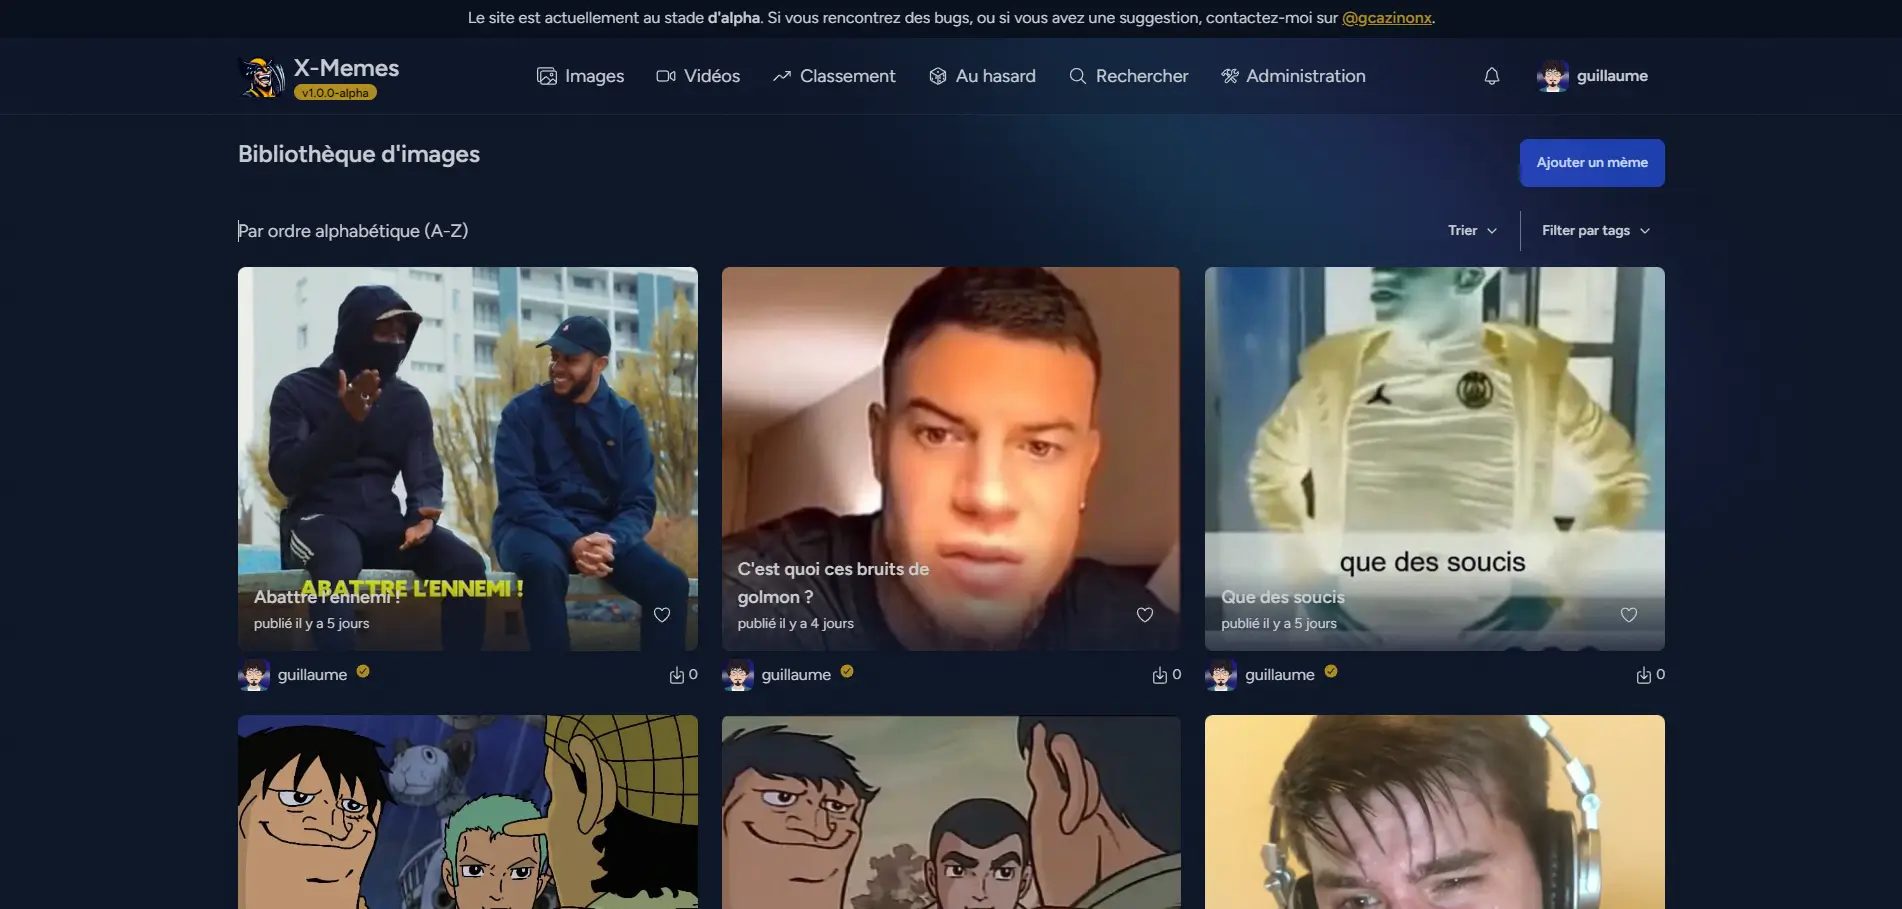 Le site est actuellement au stade d'alpha. Si vous rencontrez des bugs, ou si vous avez une suggestion, contactez-moi sur @gcazinonx.
X-Memes
v1.0.0-alpha
Images
Vidéos
Classement
Au hasard
Rechercher
Administration
guillaume
Bibliothèque d'images
Ajouter un mème
Par ordre alphabétique (A-Z)
Trier
Filter par tags
ABATTRE L'ENNEMI !
Abattre l'ennemi !
publié il y a 5 jours
C'est quoi ces bruits de
golmon ?
publié il y a 4 jours
que des soucis
Que des soucis
publié il y a 5 jours
guillaume
0
guillaume
0
guillaume
0